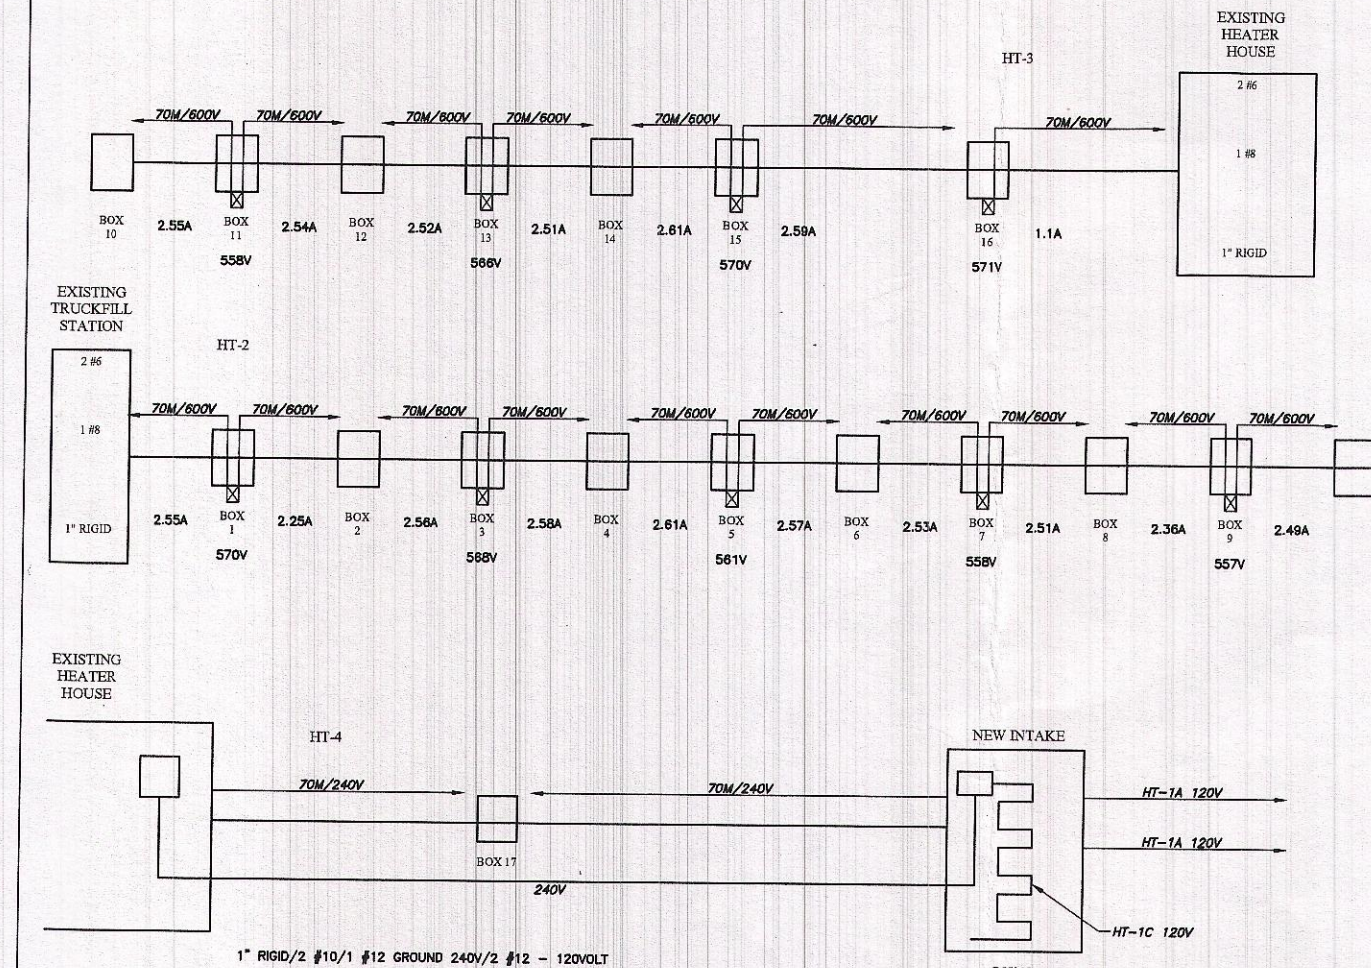 EXISTING
HEATER
HOUSE
HT-3
2 #6
1 #8
1" RIGID
70M/600V
70M/600V
70M/600V
70M/600V
70M/600V
70M/600V
70M/600V
BOX
10
2.55A
BOX
11
558V
2.54A
BOX
12
2.52A
BOX
13
566V
2.51A
BOX
14
2.61A
BOX
15
570V
2.59A
BOX
16
571V
1.1A
EXISTING
TRUCKFILL
STATION
2 #6
1 #8
1" RIGID
HT-2
70M/600V
70M/600V
70M/600V
70M/600V
70M/600V
70M/600V
70M/600V
70M/600V
70M/600V
70M/600V
2.55A
BOX
1
570V
2.25A
BOX
2
2.56A
BOX
3
568V
2.58A
BOX
4
2.61A
BOX
5
561V
2.57A
BOX
6
2.53A
BOX
7
558V
2.51A
BOX
8
2.36A
BOX
9
557V
2.49A
EXISTING
HEATER
HOUSE
HT-4
NEW INTAKE
70M/240V
70M/240V
BOX 17
240V
HT-1A 120V
HT-1A 120V
HT-1C 120V
1" RIGID/2 #10/1 #12 GROUND 240V/2 #12 - 120VOLT